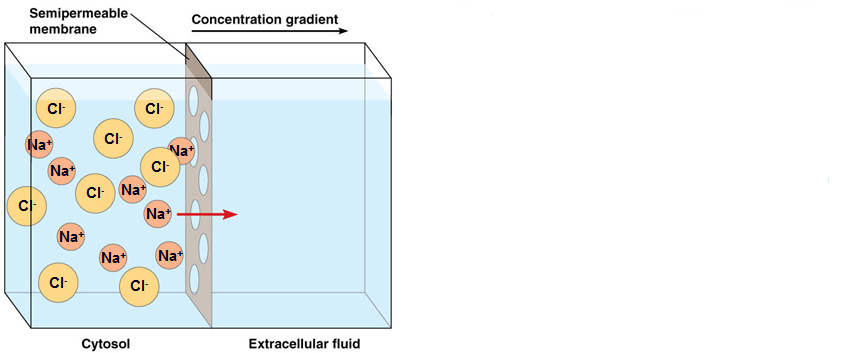 Semipermeable
membrane
Concentration gradient
Cl-
Cl-
Cl-
Na+
Na+
Cl-
Na+
Na+
Cl-
Cl-
Na+
Na+
Na+
Na+
Cl-
Cl-
Cytosol
Extracellular fluid